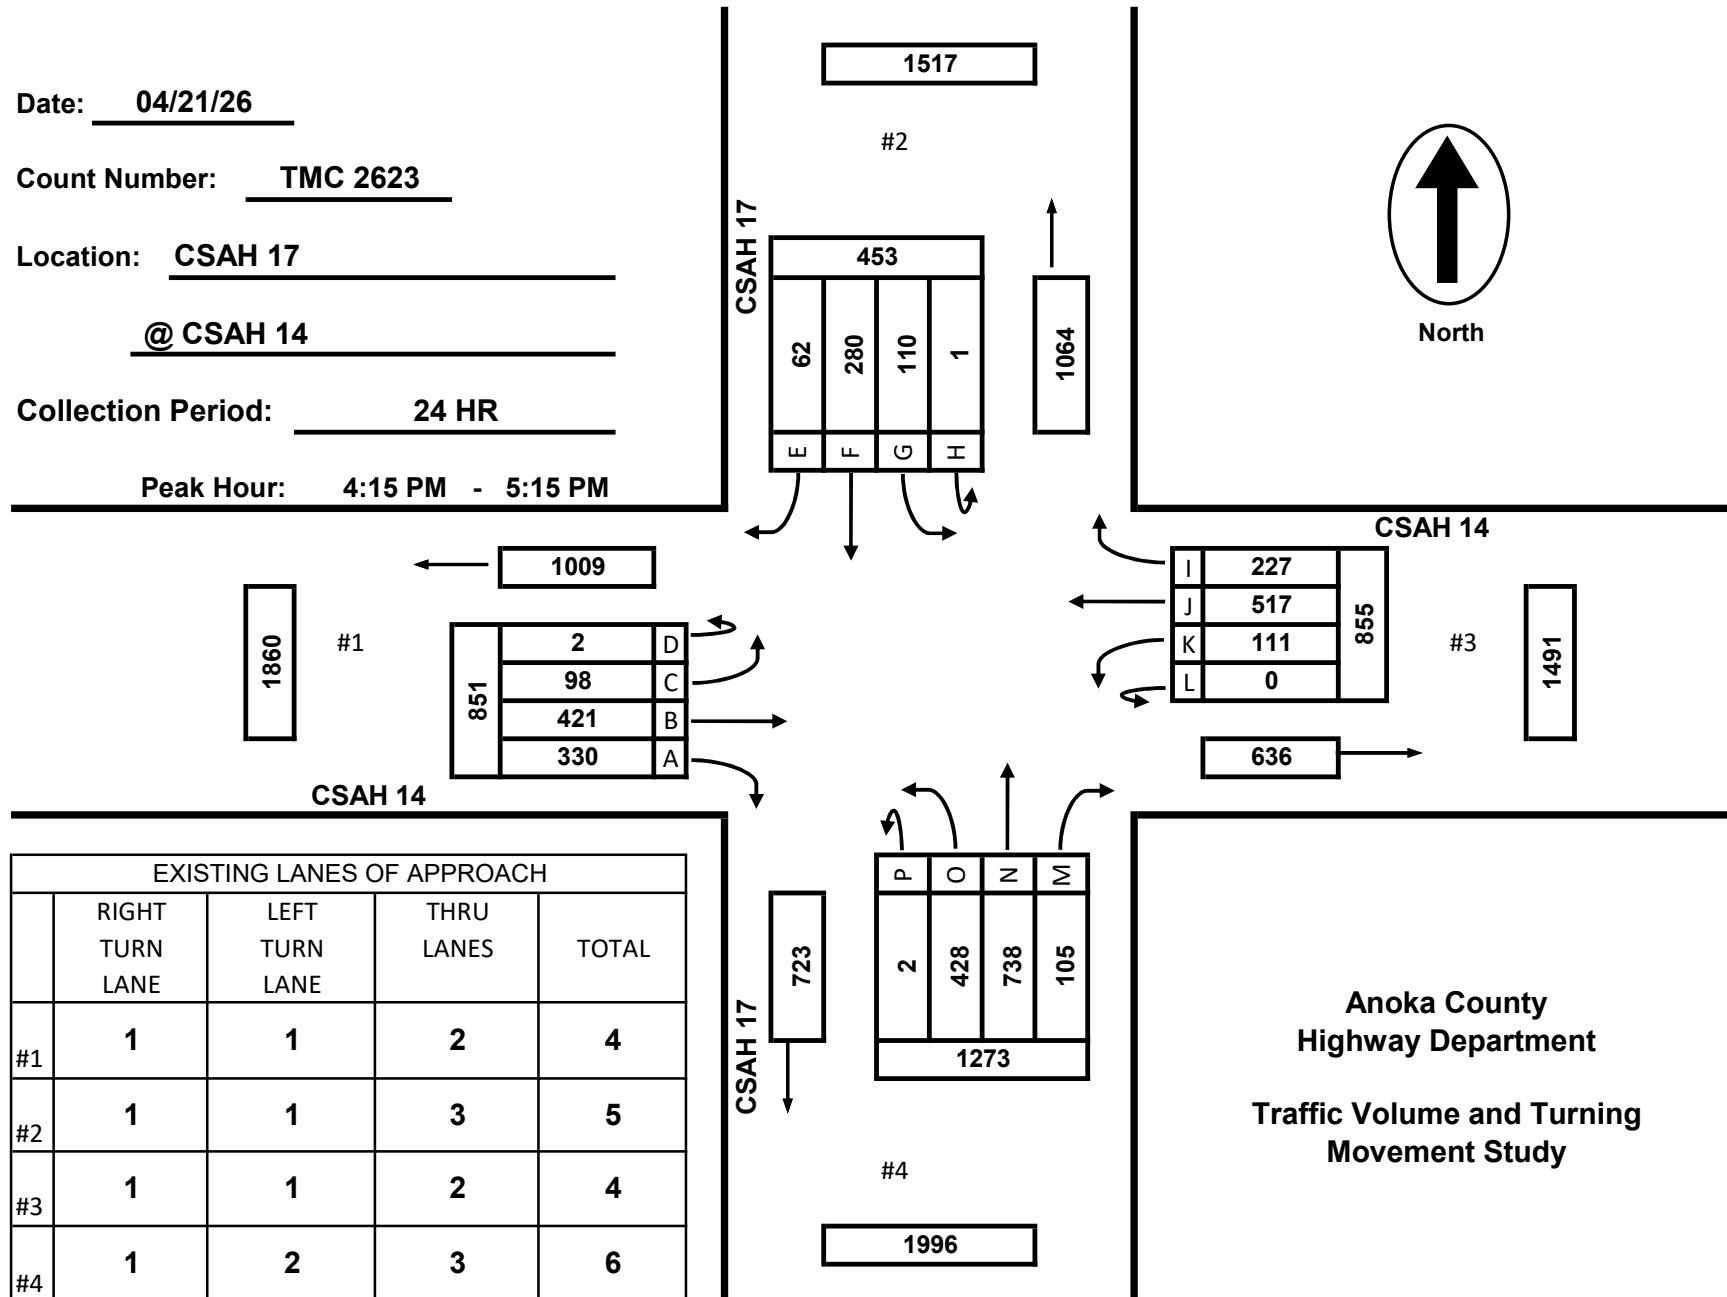 Date: 04/21/26
Count Number: TMC 2623
Location: CSAH 17
@ CSAH 14
Collection Period: 24 HR
Peak Hour: 4:15 PM - 5:15 PM
1517
#2
CSAH 17
453
62 280 110 1
E F G H
1064
North
1009
1860
#1
851
2 D
98 C
421 B
330 A
CSAH 14
CSAH 14
I 227
J 517
K 111
L 0
855
#3
1491
636
P O N M
2 428 738 105
1273
723
CSAH 17
#4
1996
EXISTING LANES OF APPROACH
RIGHT TURN LANE LEFT TURN LANE THRU LANES TOTAL
#1 1 1 2 4
#2 1 1 3 5
#3 1 1 2 4
#4 1 2 3 6
Anoka County
Highway Department
Traffic Volume and Turning
Movement Study